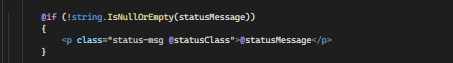 @if (!string.IsNullOrEmpty(statusMessage))
{
<p class="status-msg @statusClass">@statusMessage</p>
}